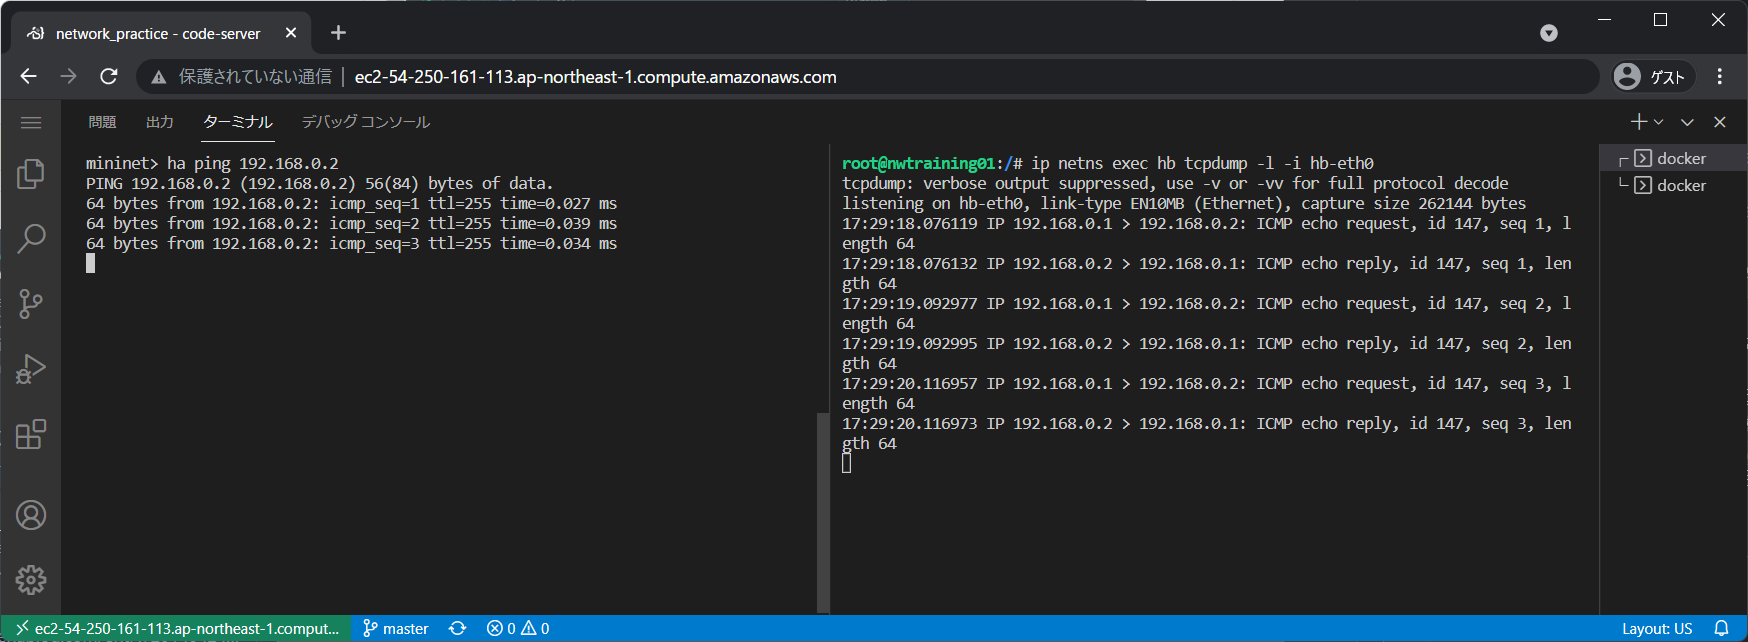 network_practice - code-server
保護されていない通信 | ec2-54-250-161-113.ap-northeast-1.compute.amazonaws.com
ゲスト
問題 出力 ターミナル デバッグ コンソール
mininet> ha ping 192.168.0.2
PING 192.168.0.2 (192.168.0.2) 56(84) bytes of data.
64 bytes from 192.168.0.2: icmp_seq=1 ttl=255 time=0.027 ms
64 bytes from 192.168.0.2: icmp_seq=2 ttl=255 time=0.039 ms
64 bytes from 192.168.0.2: icmp_seq=3 ttl=255 time=0.034 ms
root@nwtraining01:/# ip netns exec hb tcpdump -l -i hb-eth0
tcpdump: verbose output suppressed, use -v or -vv for full protocol decode
listening on hb-eth0, link-type EN10MB (Ethernet), capture size 262144 bytes
17:29:18.076119 IP 192.168.0.1 > 192.168.0.2: ICMP echo request, id 147, seq 1, l
ength 64
17:29:18.076132 IP 192.168.0.2 > 192.168.0.1: ICMP echo reply, id 147, seq 1, len
gth 64
17:29:19.092977 IP 192.168.0.1 > 192.168.0.2: ICMP echo request, id 147, seq 2, l
ength 64
17:29:19.092995 IP 192.168.0.2 > 192.168.0.1: ICMP echo reply, id 147, seq 2, len
gth 64
17:29:20.116957 IP 192.168.0.1 > 192.168.0.2: ICMP echo request, id 147, seq 3, l
ength 64
17:29:20.116973 IP 192.168.0.2 > 192.168.0.1: ICMP echo reply, id 147, seq 3, len
gth 64
docker
docker
ec2-54-250-161-113.ap-northeast-1.comput... master 0 0
Layout: US